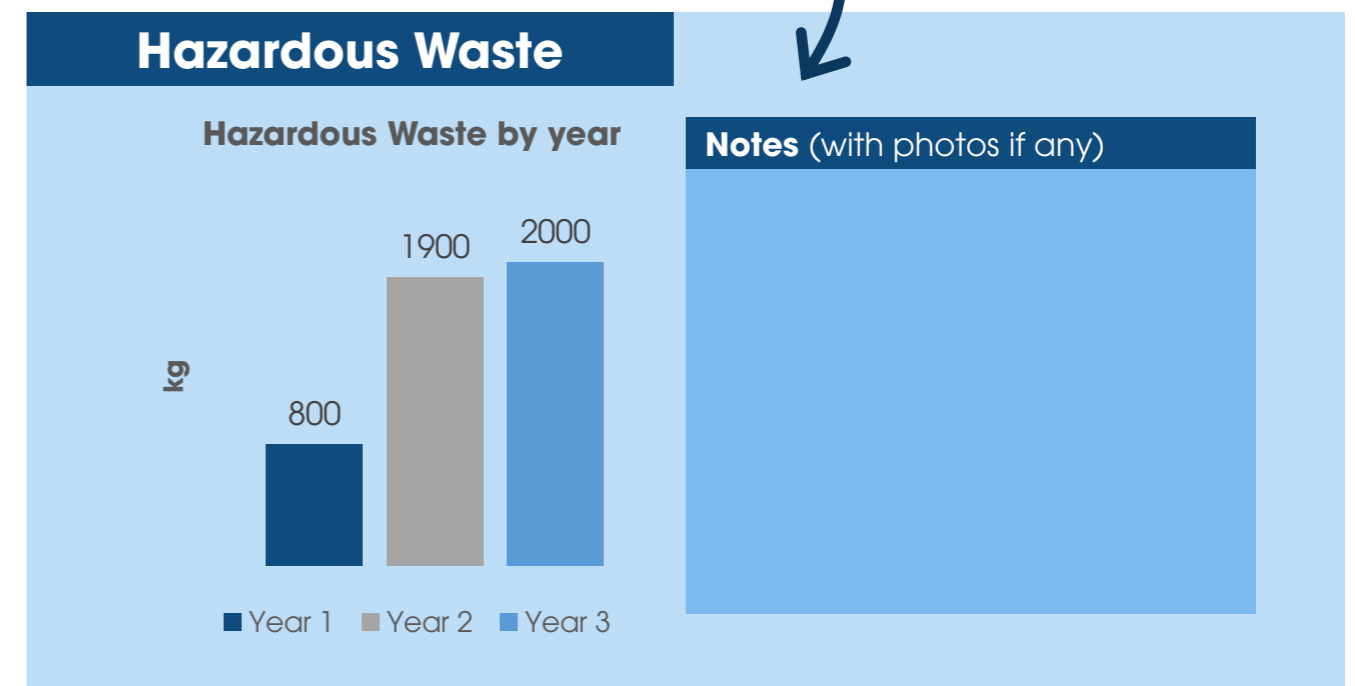 Hazardous Waste
Hazardous Waste by year
Notes (with photos if any)
2000
1900
800
kg
Year 1 Year 2 Year 3